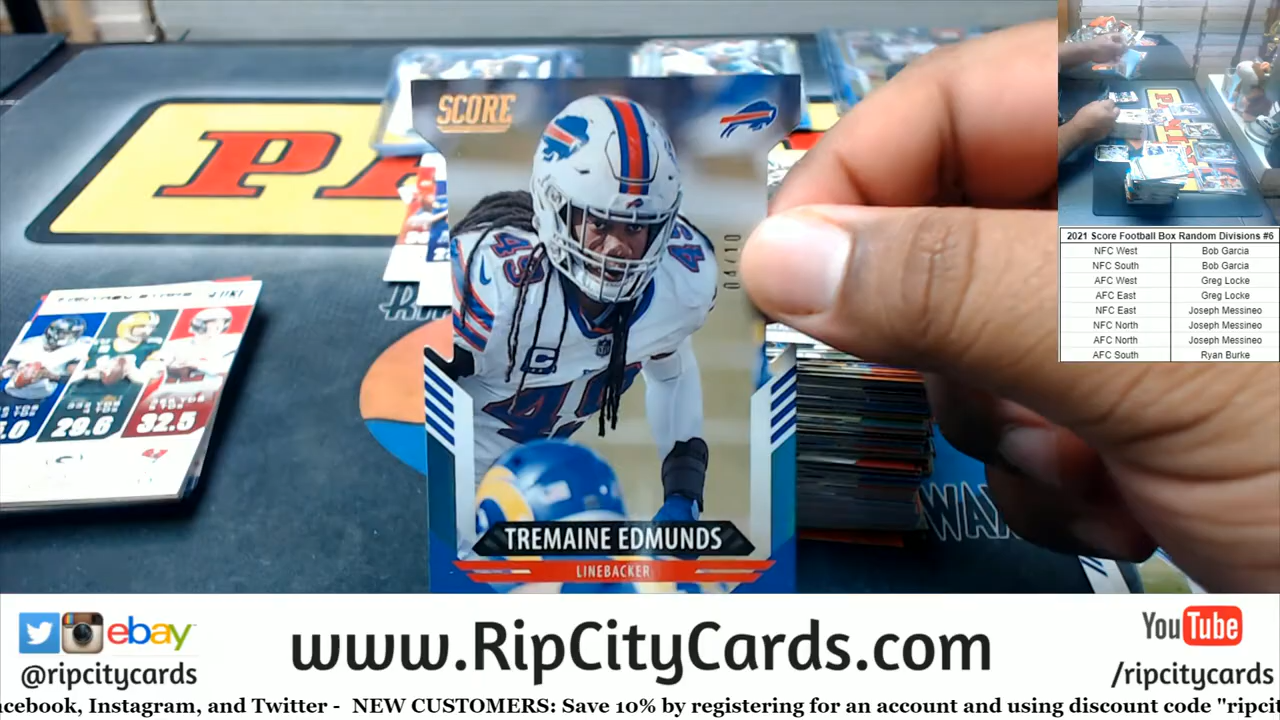 SCORE
04/10
49
TREMAINE EDMUNDS
LINEBACKER
29.6
32.5
WAX
2021 Score Football Box Random Divisions #6
NFC West Bob Garcia
NFC South Bob Garcia
AFC West Greg Locke
AFC East Greg Locke
NFC East Joseph Messineo
NFC North Joseph Messineo
AFC North Joseph Messineo
AFC South Ryan Burke
ebay
@ripcitycards
www.RipCityCards.com
YouTube
/ripcitycards
acebook, Instagram, and Twitter - NEW CUSTOMERS: Save 10% by registering for an account and using discount code "ripci